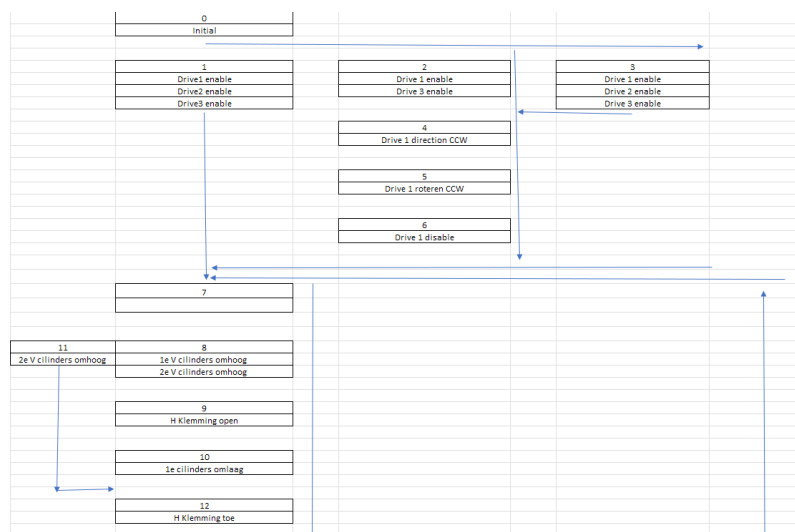 0
Initial
1
Drive1 enable
Drive2 enable
Drive3 enable
2
Drive 1 enable
Drive 3 enable
3
Drive 1 enable
Drive 2 enable
Drive 3 enable
4
Drive 1 direction CCW
5
Drive 1 roteren CCW
6
Drive 1 disable
7
11
2e V cilinders omhoog
8
1e V cilinders omhoog
2e V cilinders omhoog
9
H Klemming open
10
1e cilinders omlaag
12
H Klemming toe